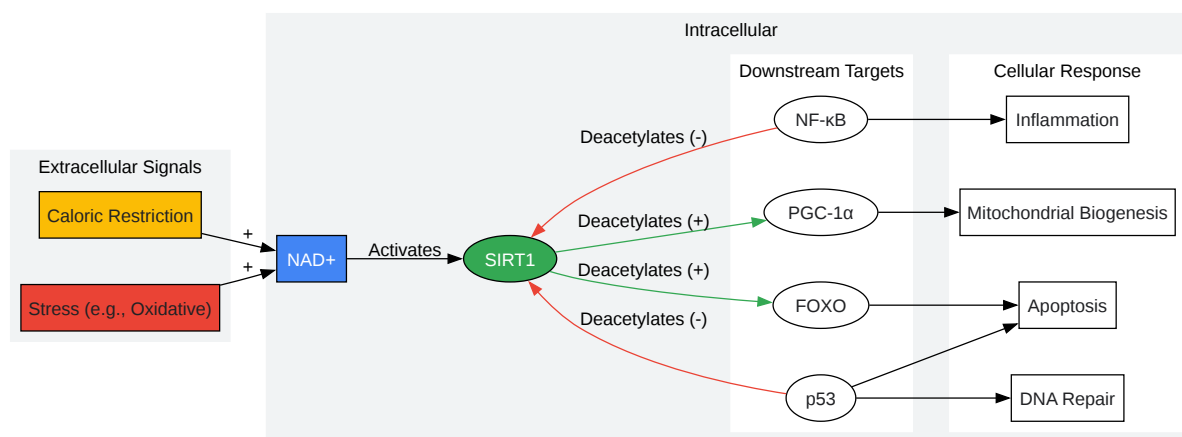 Intracellular
Downstream Targets
Cellular Response
NF-κB
Inflammation
Deacetylates (-)
Extracellular Signals
Caloric Restriction
PGC-1α
Mitochondrial Biogenesis
Deacetylates (+)
+
Activates
NAD+
SIRT1
+
Deacetylates (+)
Stress (e.g., Oxidative)
FOXO
Apoptosis
Deacetylates (-)
p53
DNA Repair